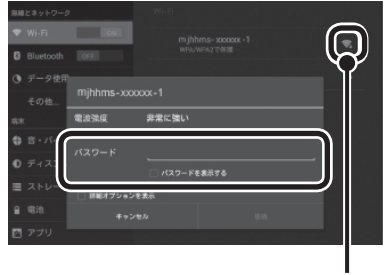 無線とネットワーク
Wi-Fi
Wi-Fi
ON
mjhhms-xxxxxx-1
WPA/WPA2で保護
Bluetooth
OFF
データ使用
その他...
端末
音・バイ
ディス
ストレー
電池
アプリ
mjhhms-xxxxxx-1
電波強度
非常に強い
パスワード
パスワードを表示する
詳細オプションを表示
キャンセル
接続